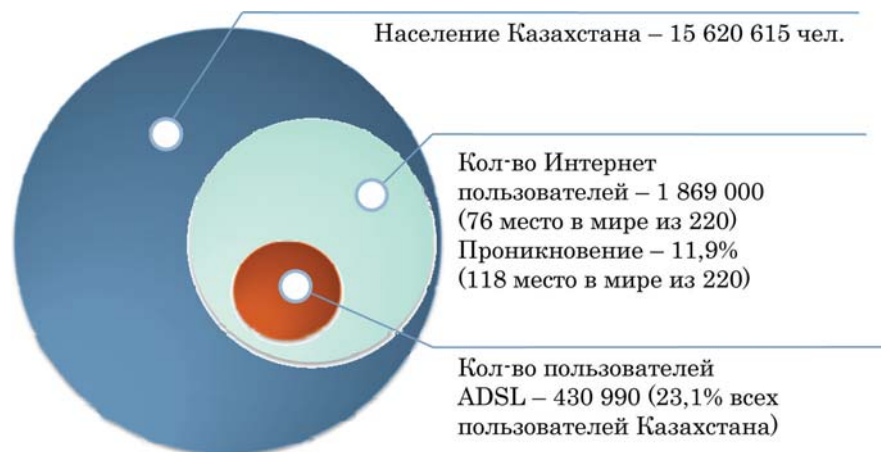 Население Казахстана – 15 620 615 чел.
Кол-во Интернет
пользователей – 1 869 000
(76 место в мире из 220)
Проникновение – 11,9%
(118 место в мире из 220)
Кол-во пользователей
ADSL – 430 990 (23,1% всех
пользователей Казахстана)